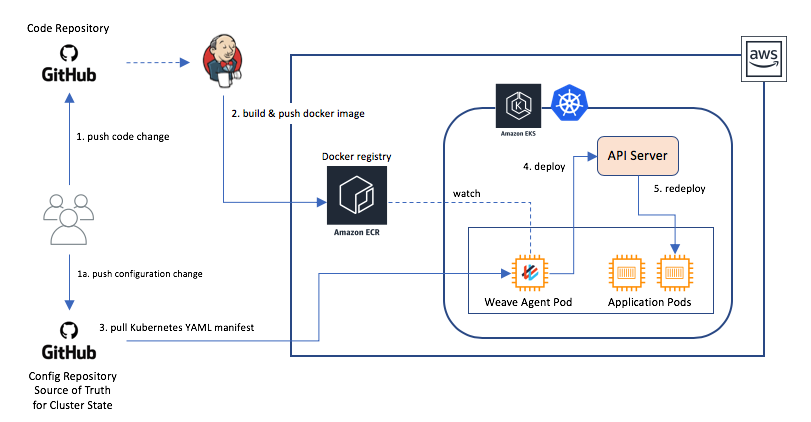 Code Repository
GitHub
aws
2. build & push docker image
Amazon EKS
1. push code change
API Server
Docker registry
4. deploy
5. redeploy
watch
Amazon ECR
1a. push configuration change
Weave Agent Pod
Application Pods
3. pull Kubernetes YAML manifest
GitHub
Config Repository
Source of Truth
for Cluster State